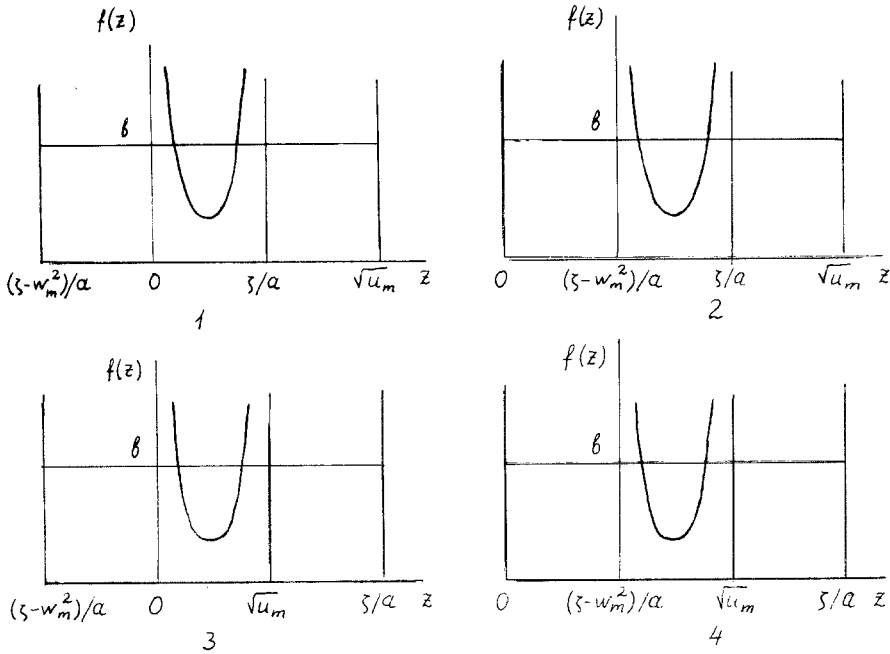 f(z)
f(z)
b
b
(ζ-w_m^2)/a 0 ζ/a √u_m z
0 (ζ-w_m^2)/a ζ/a √u_m z
1
2
f(z)
f(z)
b
b
(ζ-w_m^2)/a 0 √u_m ζ/a z
0 (ζ-w_m^2)/a √u_m ζ/a z
3
4